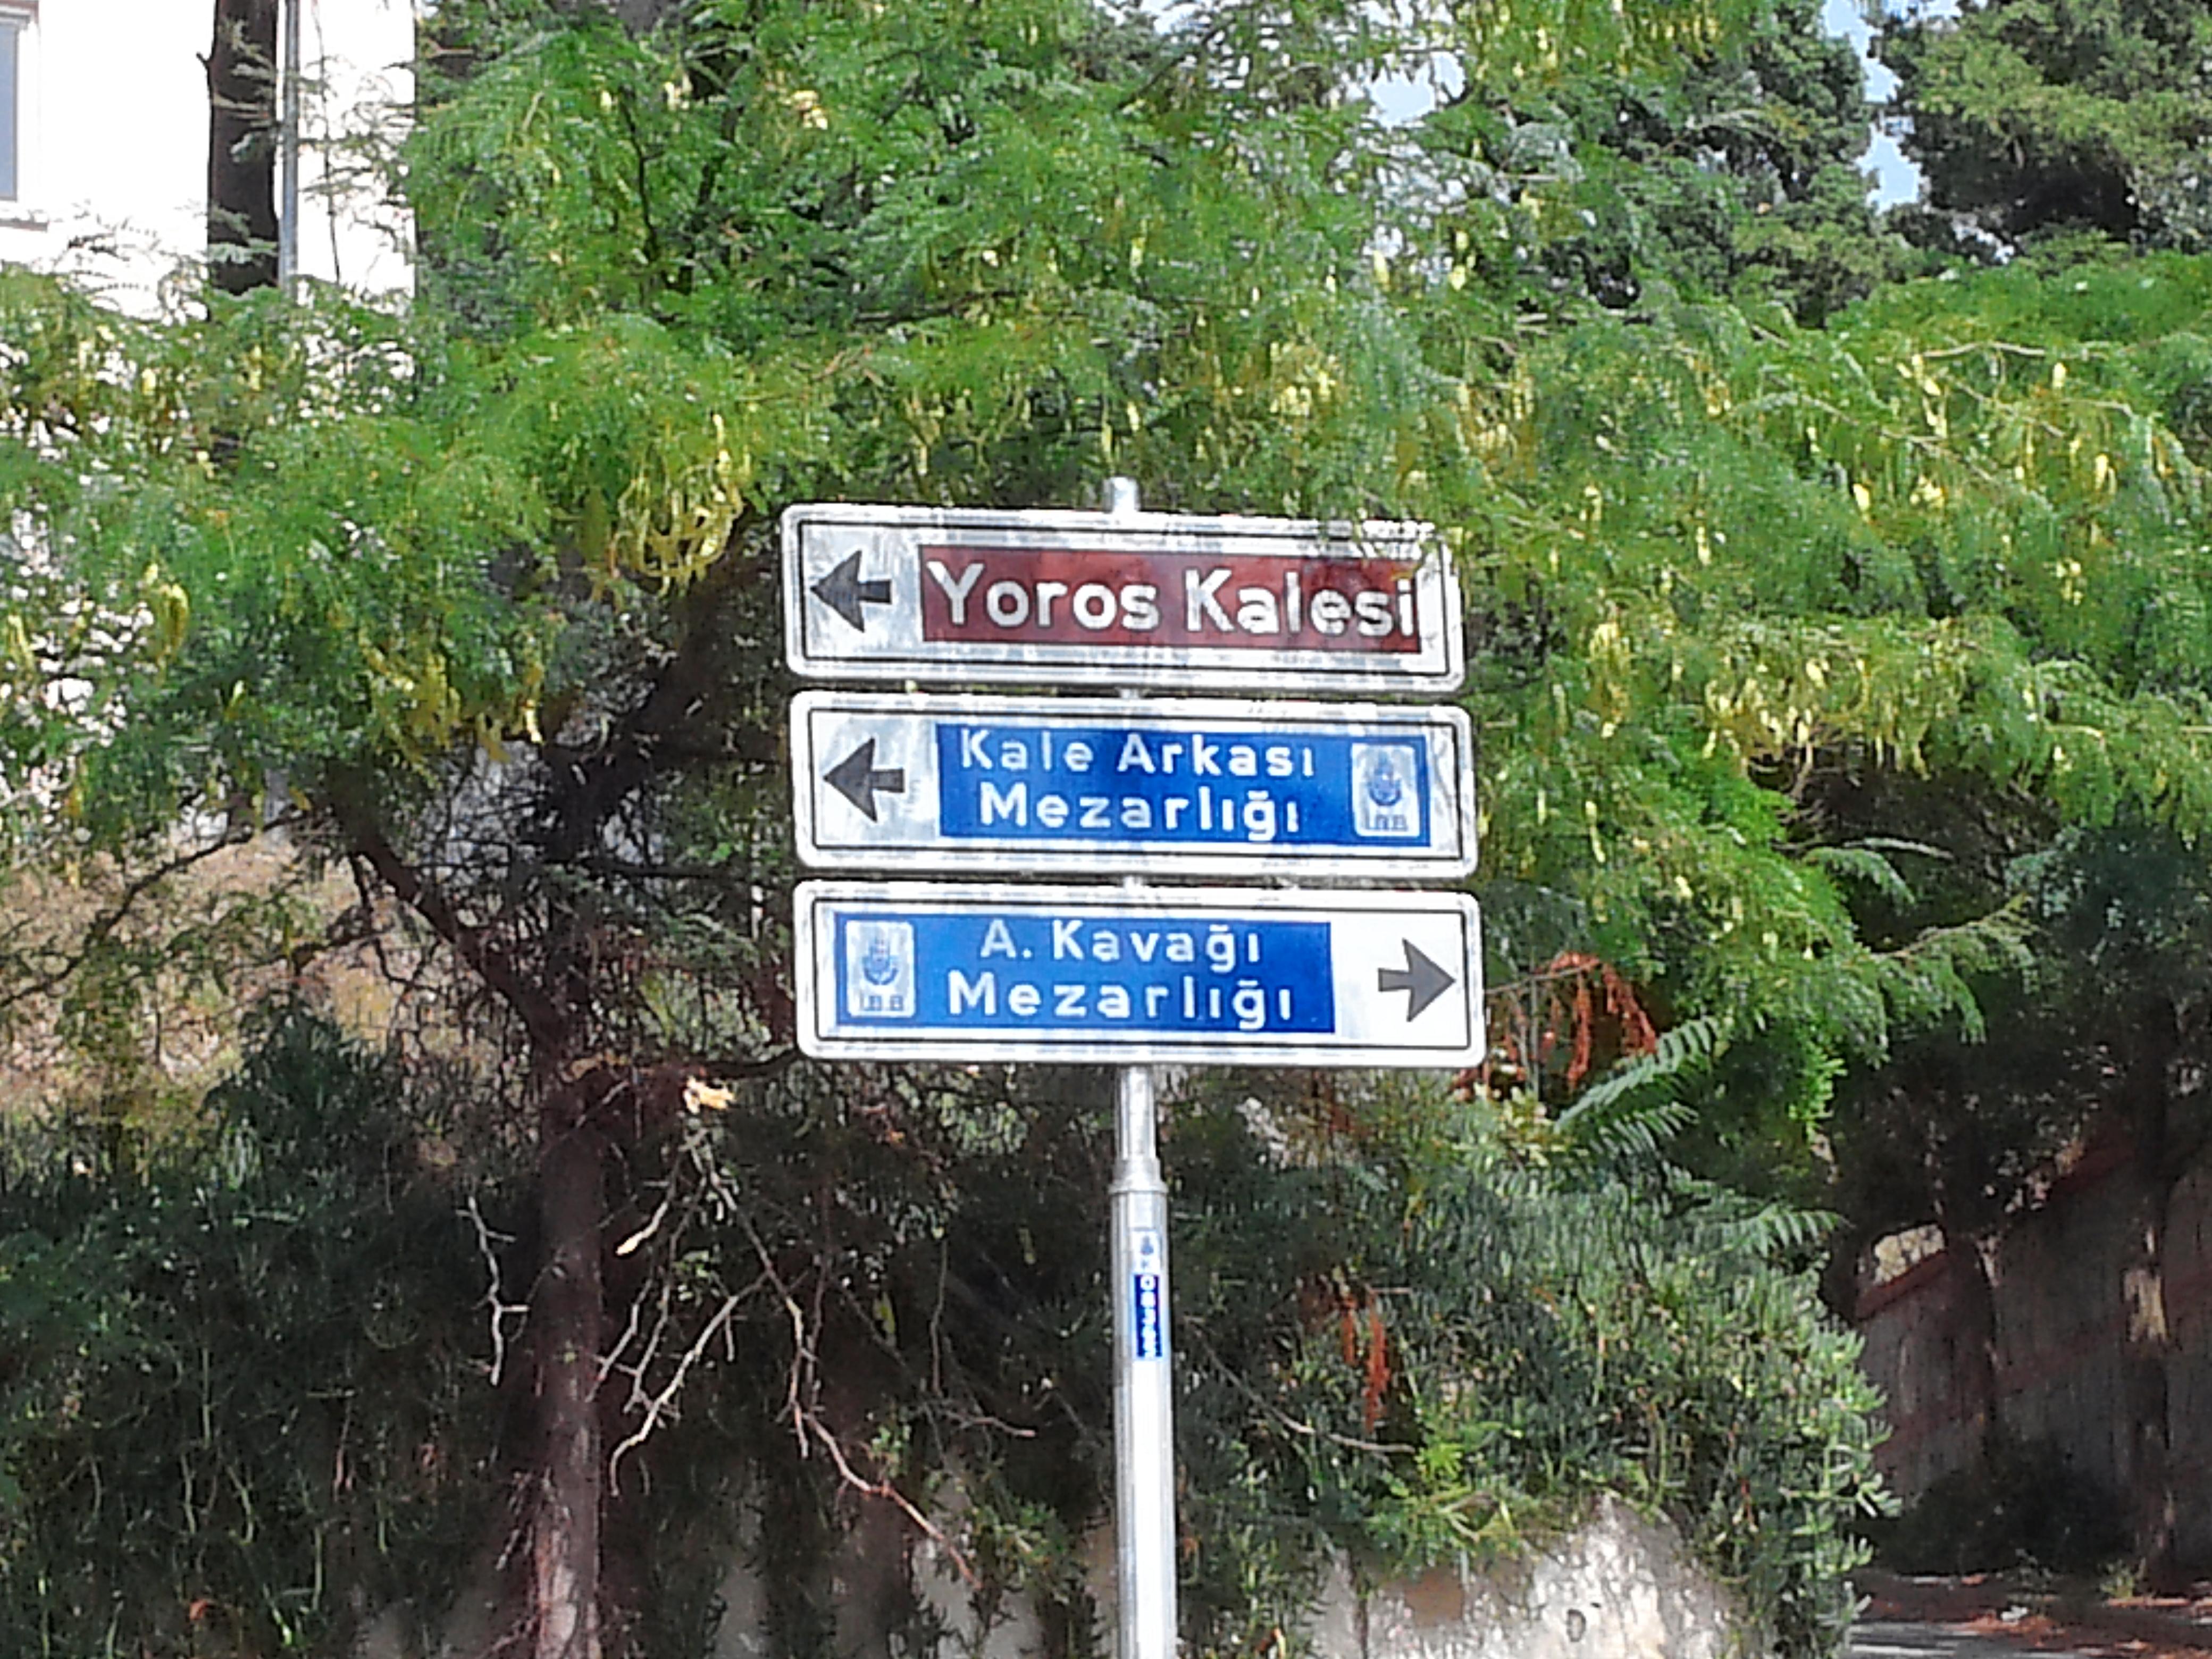 Yoros Kalesi
Kale Arkası
Mezarlığı
A. Kavağı
Mezarlığı